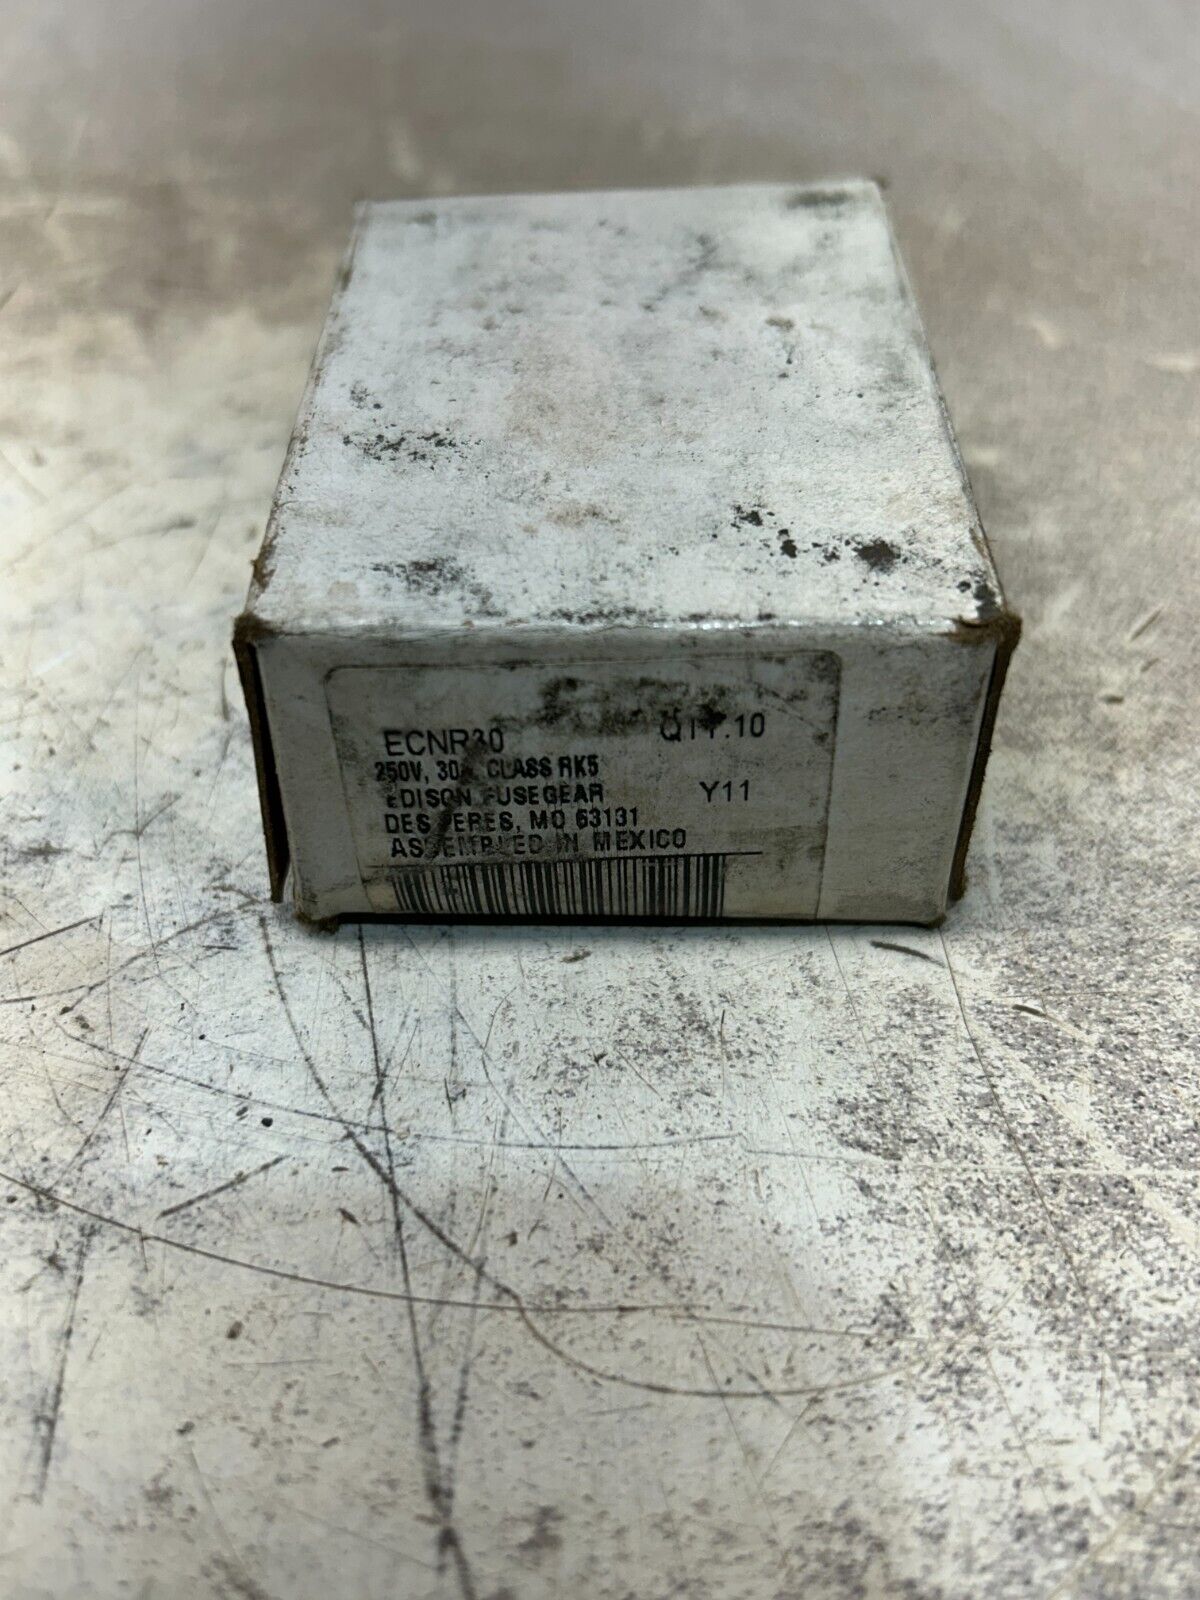 ECNR30 QTY.10
250V, 30A, CLASS RK5
EDISON FUSEGEAR Y11
DES PERES, MO 63131
ASSEMBLED IN MEXICO